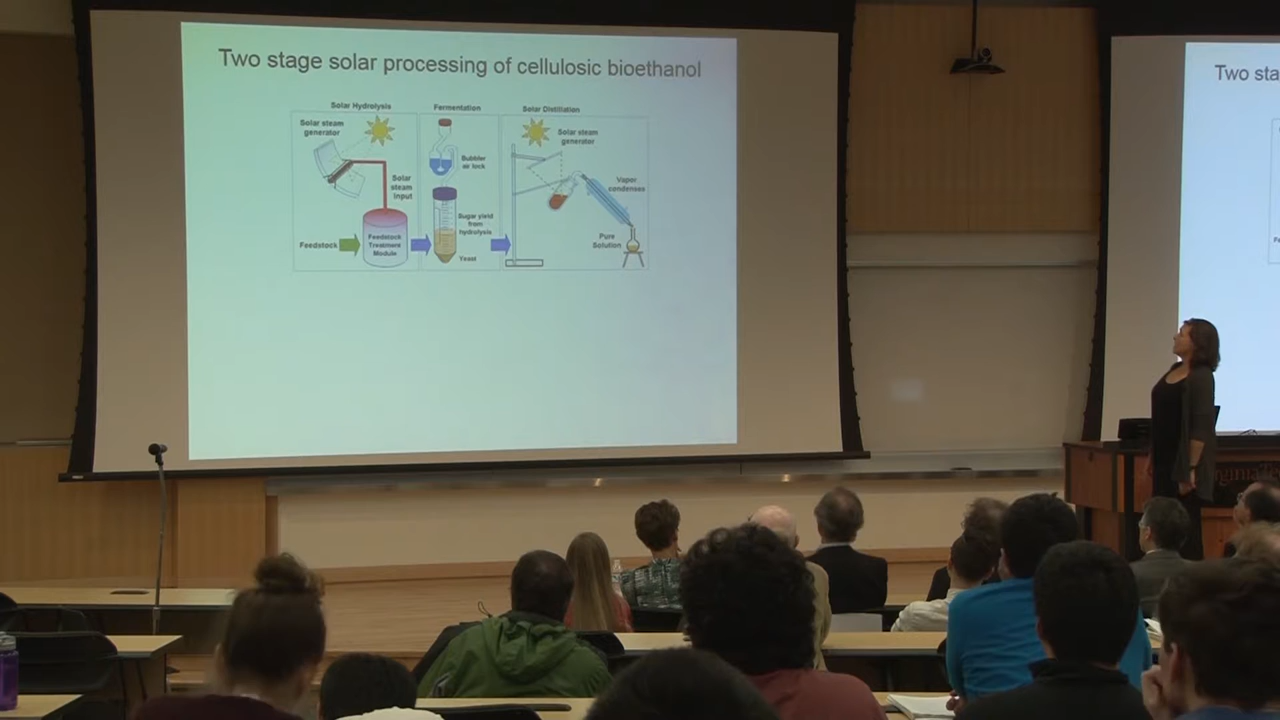 Two stage solar processing of cellulosic bioethanol
Two sta
Solar Hydrolysis
Fermentation
Solar Distillation
Solar steam
generator
Solar
steam
input
Feedstock
Feedstock
Treatment
Module
Bubbler
air lock
Sugar yield
from
hydrolysis
Yeast
Solar steam
generator
Vapor
condenses
Pure
Solution